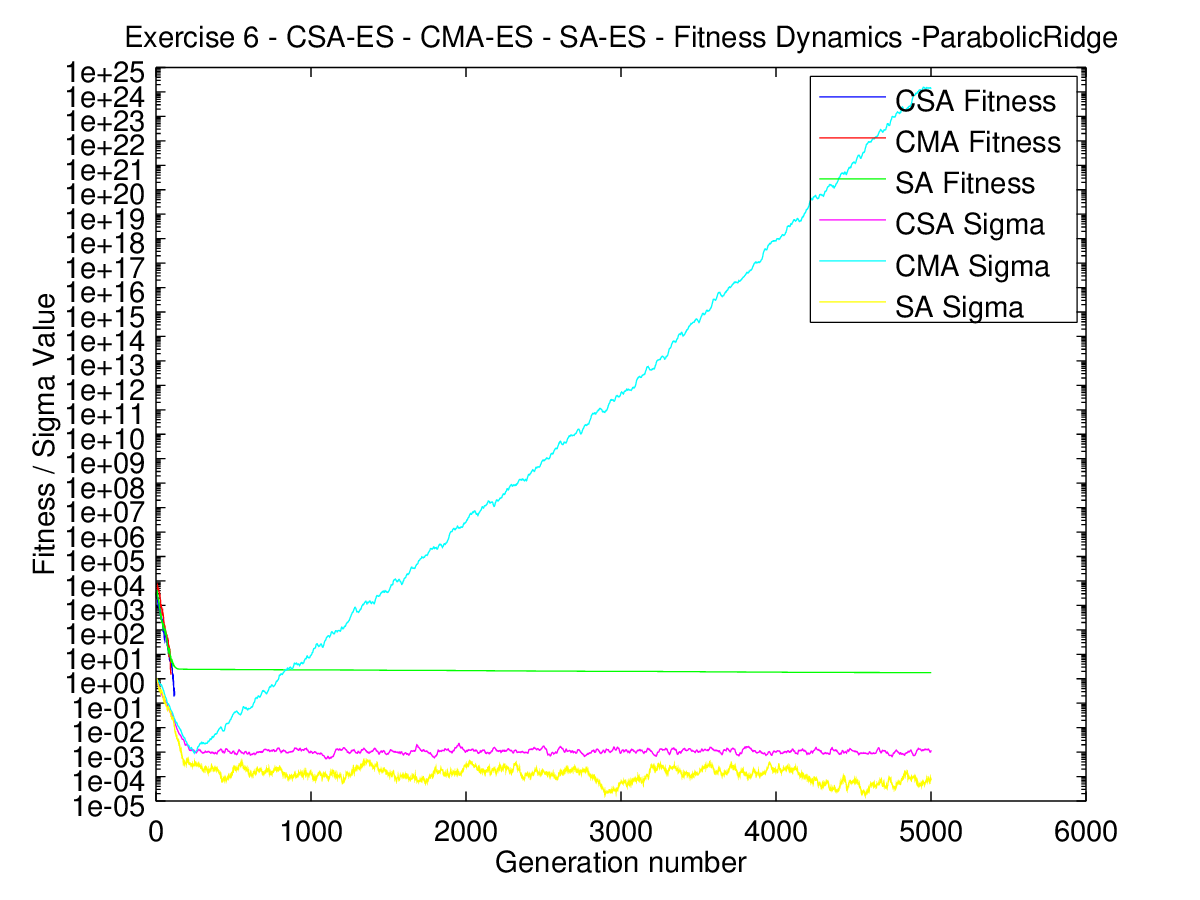 Exercise 6 - CSA-ES - CMA-ES - SA-ES - Fitness Dynamics -ParabolicRidge
1e+25
1e+24
1e+23
1e+22
1e+21
1e+20
1e+19
1e+18
1e+17
1e+16
1e+15
1e+14
1e+13
1e+12
1e+11
1e+10
1e+09
1e+08
1e+07
1e+06
1e+05
1e+04
1e+03
1e+02
1e+01
1e+00
1e-01
1e-02
1e-03
1e-04
1e-05
Fitness / Sigma Value
CSA Fitness
CMA Fitness
SA Fitness
CSA Sigma
CMA Sigma
SA Sigma
0 1000 2000 3000 4000 5000 6000
Generation number